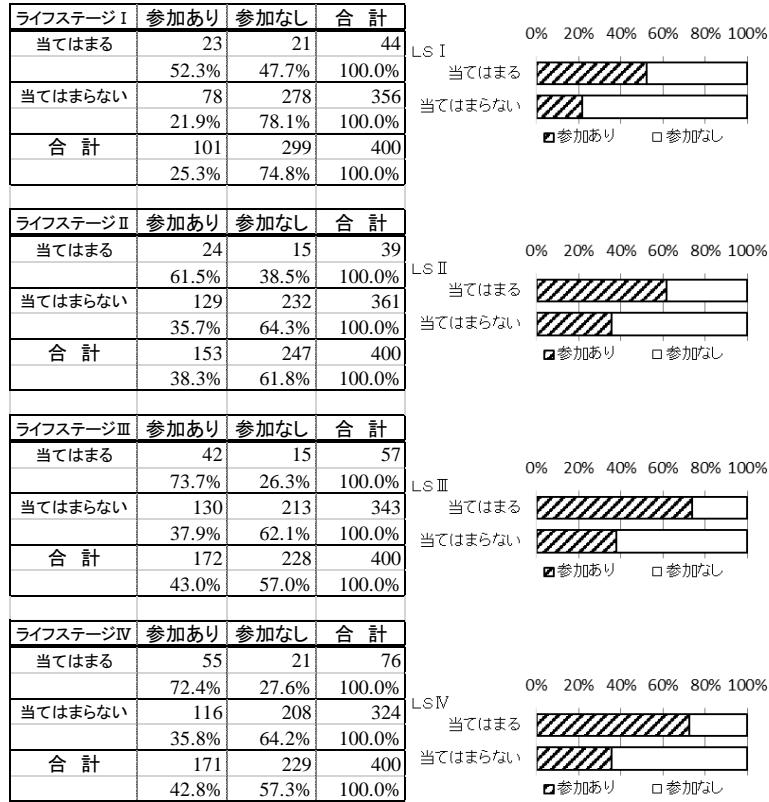 ライフステージⅠ 参加あり 参加なし 合 計
当てはまる 23 21 44
52.3% 47.7% 100.0%
当てはまらない 78 278 356
21.9% 78.1% 100.0%
合 計 101 299 400
25.3% 74.8% 100.0%
0% 20% 40% 60% 80% 100%
LSⅠ
当てはまる
当てはまらない
参加あり 参加なし
ライフステージⅡ 参加あり 参加なし 合 計
当てはまる 24 15 39
61.5% 38.5% 100.0%
当てはまらない 129 232 361
35.7% 64.3% 100.0%
合 計 153 247 400
38.3% 61.8% 100.0%
0% 20% 40% 60% 80% 100%
LSⅡ
当てはまる
当てはまらない
参加あり 参加なし
ライフステージⅢ 参加あり 参加なし 合 計
当てはまる 42 15 57
73.7% 26.3% 100.0%
当てはまらない 130 213 343
37.9% 62.1% 100.0%
合 計 172 228 400
43.0% 57.0% 100.0%
0% 20% 40% 60% 80% 100%
LSⅢ
当てはまる
当てはまらない
参加あり 参加なし
ライフステージⅣ 参加あり 参加なし 合 計
当てはまる 55 21 76
72.4% 27.6% 100.0%
当てはまらない 116 208 324
35.8% 64.2% 100.0%
合 計 171 229 400
42.8% 57.3% 100.0%
0% 20% 40% 60% 80% 100%
LSⅣ
当てはまる
当てはまらない
参加あり 参加なし